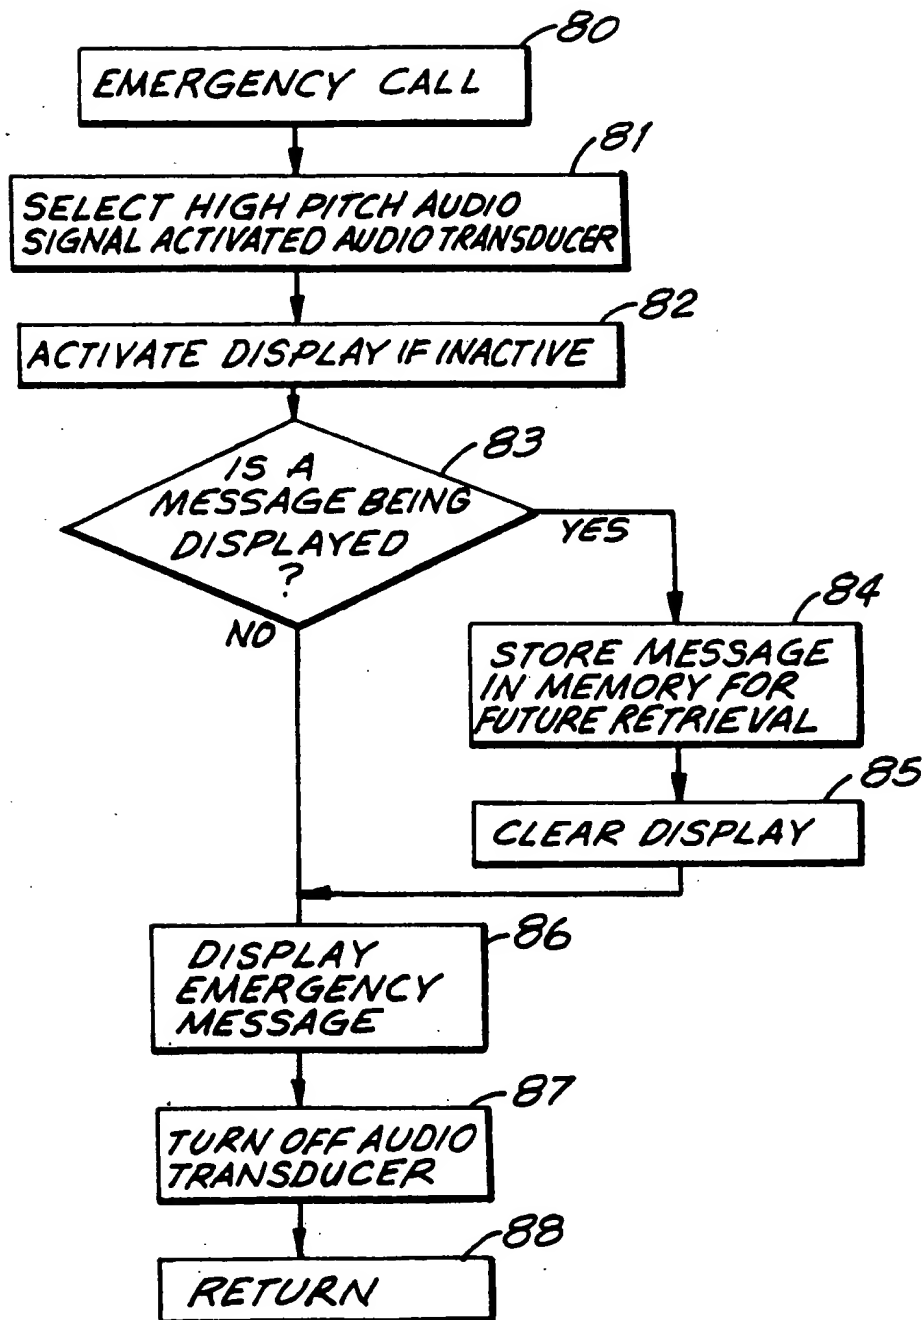 80
EMERGENCY CALL
81
SELECT HIGH PITCH AUDIO
SIGNAL ACTIVATED AUDIO TRANSDUCER
82
ACTIVATE DISPLAY IF INACTIVE
83
IS A
MESSAGE BEING
DISPLAYED
?
YES
NO
84
STORE MESSAGE
IN MEMORY FOR
FUTURE RETRIEVAL
85
CLEAR DISPLAY
86
DISPLAY
EMERGENCY
MESSAGE
87
TURN OFF AUDIO
TRANSDUCER
88
RETURN